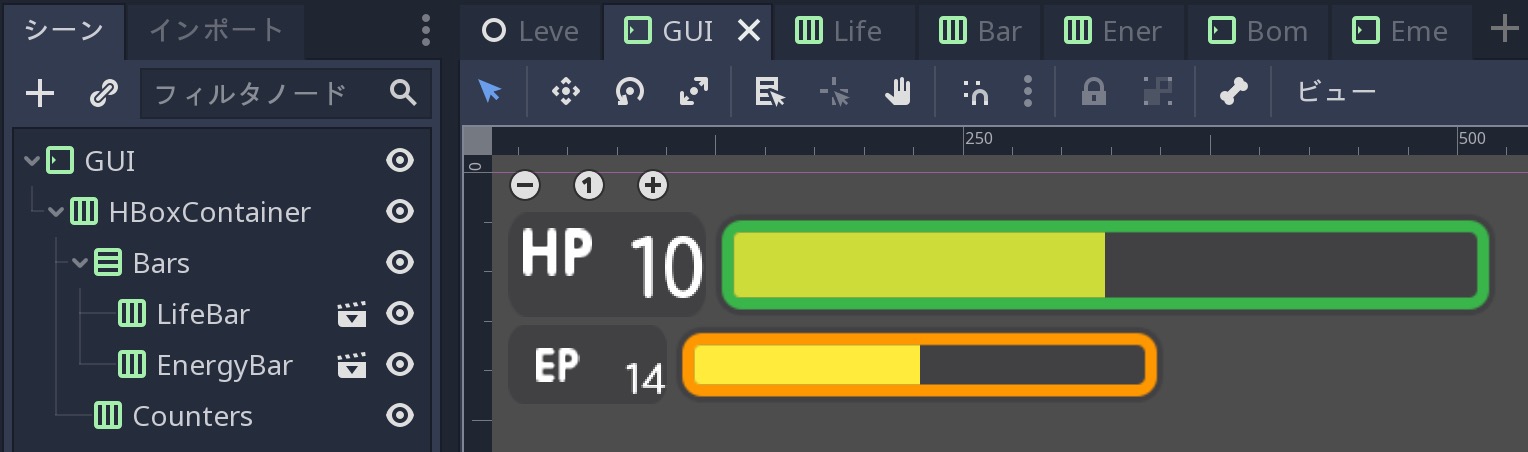 シーン インポート
フィルタノード
GUI
HBoxContainer
Bars
LifeBar
EnergyBar
Counters
Leve GUI Life Bar Ener Bom Eme
ビュー
250 500
0
1
HP 10
EP 14